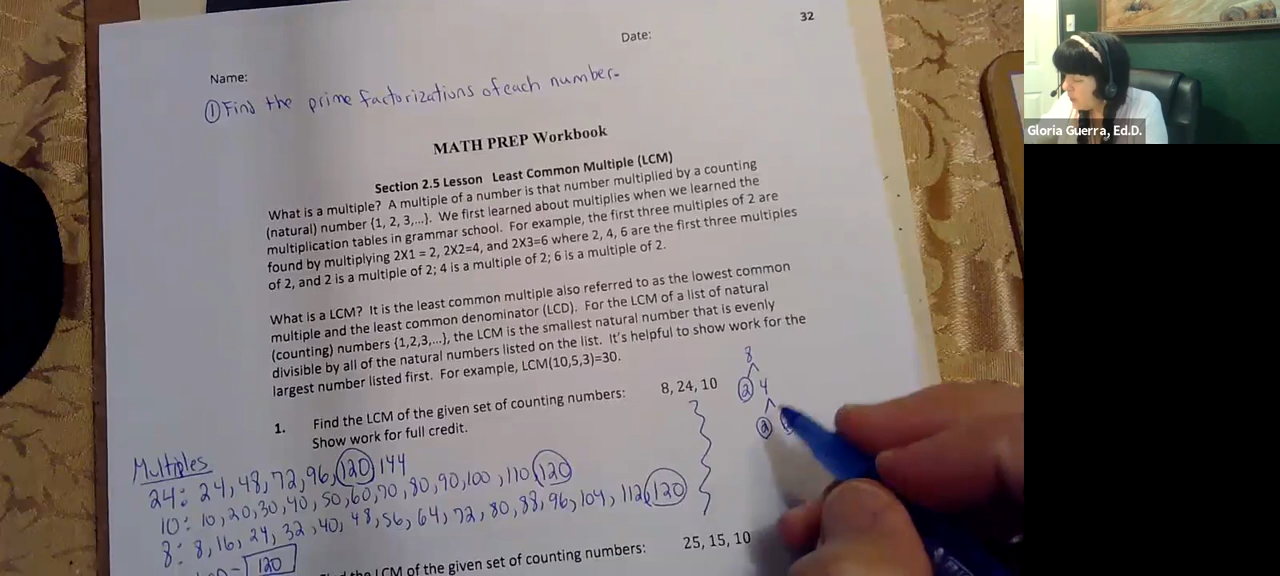 32
Date:
Name:
① Find the prime factorizations of each number.
MATH PREP Workbook
Section 2.5 Lesson Least Common Multiple (LCM)
What is a multiple? A multiple of a number is that number multiplied by a counting
(natural) number {1, 2, 3,...}. We first learned about multiplies when we learned the
multiplication tables in grammar school. For example, the first three multiples of 2 are
found by multiplying 2X1 = 2, 2X2=4, and 2X3=6 where 2, 4, 6 are the first three multiples
of 2, and 2 is a multiple of 2; 4 is a multiple of 2; 6 is a multiple of 2.
What is a LCM? It is the least common multiple also referred to as the lowest common
multiple and the least common denominator (LCD). For the LCM of a list of natural
(counting) numbers {1,2,3,...}, the LCM is the smallest natural number that is evenly
divisible by all of the natural numbers listed on the list. It's helpful to show work for the
largest number listed first. For example, LCM(10,5,3)=30.
1. Find the LCM of the given set of counting numbers: 8, 24, 10
Show work for full credit.
8
2 4
2
Multiples
24: 24, 48, 72, 96, 120, 144
10: 10, 20, 30, 40, 50, 60, 70, 80, 90, 100, 110, 120
8: 8, 16, 24, 32, 40, 48, 56, 64, 72, 80, 88, 96, 104, 112, 120
120
the LCM of the given set of counting numbers: 25, 15, 10
Gloria Guerra, Ed.D.